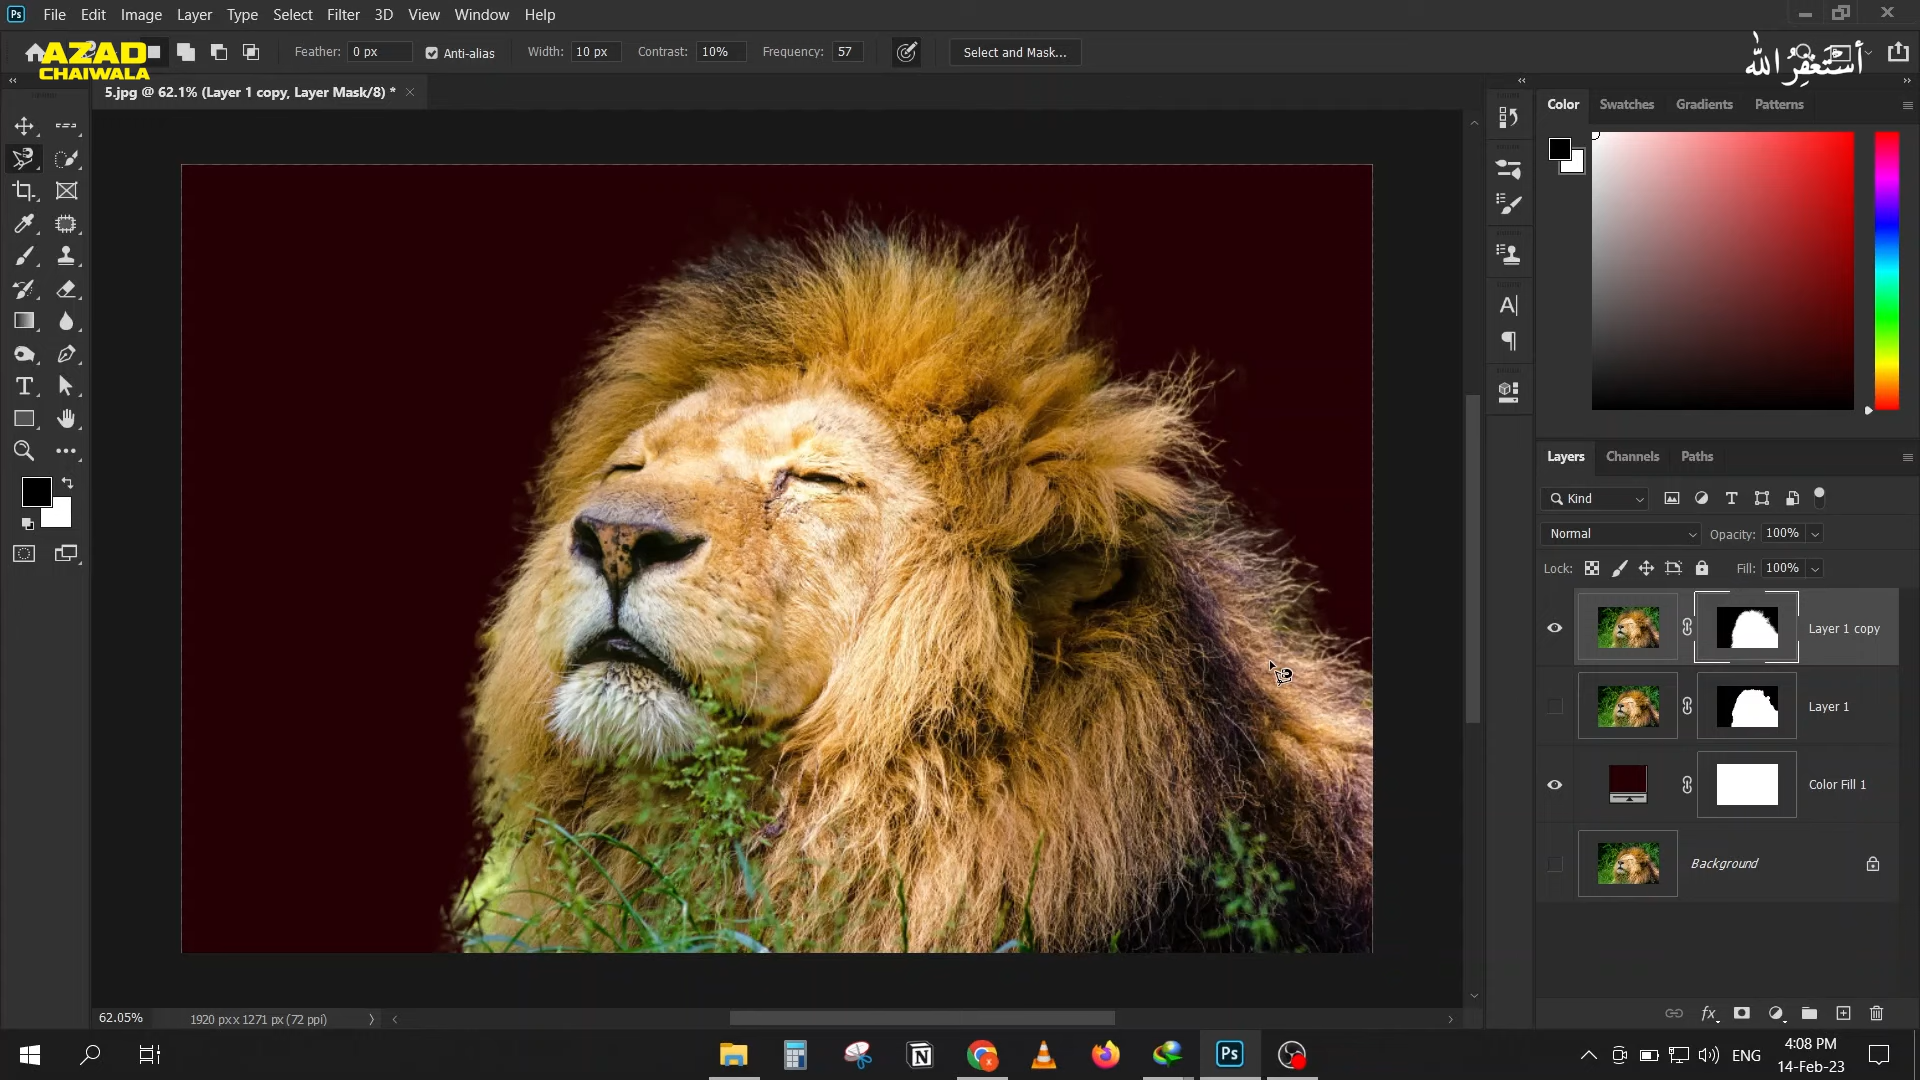 File Edit Image Layer Type Select Filter 3D View Window Help
AZAD
CHAIWALA
Feather: 0 px Anti-alias Width: 10 px Contrast: 10% Frequency: 57 Select and Mask...
أستغفر الله
5.jpg @ 62.1% (Layer 1 copy, Layer Mask/8) *
Color Swatches Gradients Patterns
Layers Channels Paths
Kind
Normal Opacity: 100%
Lock: Fill: 100%
Layer 1 copy
Layer 1
Color Fill 1
Background
62.05% 1920 px x 1271 px (72 ppi)
ENG
4:08 PM
14-Feb-23